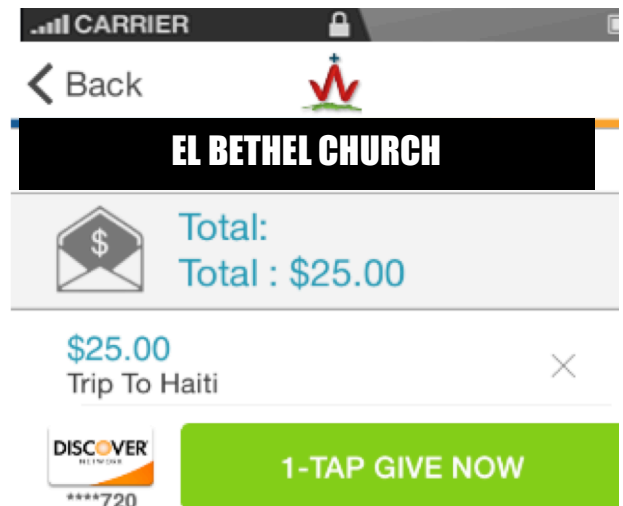 CARRIER
Back
EL BETHEL CHURCH
$
Total:
Total : $25.00
$25.00
Trip To Haiti
DISCOVER
NETWORK
1-TAP GIVE NOW
****720